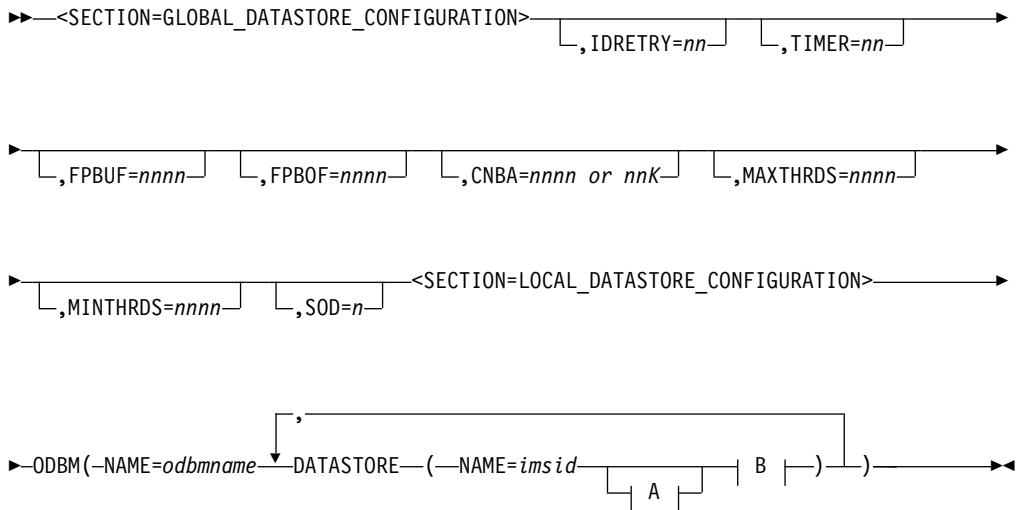 <SECTION=GLOBAL_DATASTORE_CONFIGURATION>
,IDRETRY=nn ,TIMER=nn
,FPBUF=nnnn ,FPBOF=nnnn ,CNBA=nnnn or nnK ,MAXTHRDS=nnnn
,MINTHRDS=nnnn ,SOD=n <SECTION=LOCAL_DATASTORE_CONFIGURATION>
,
ODBM( NAME=odbmname DATASTORE ( NAME=imsid B ) )
A